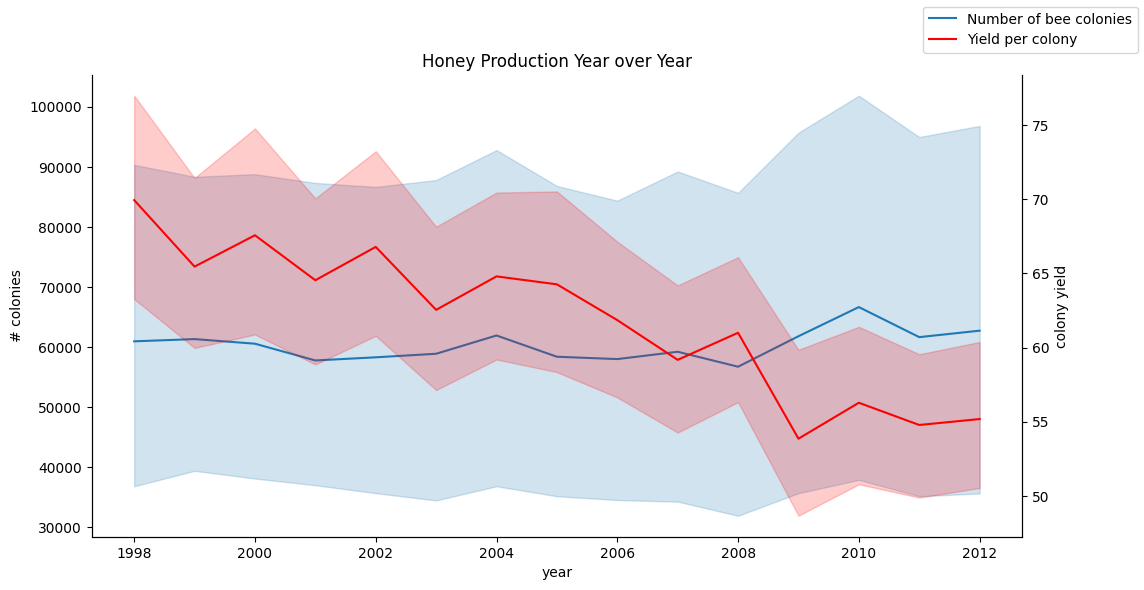 Number of bee colonies
Yield per colony
Honey Production Year over Year
100000
90000
80000
70000
60000
50000
40000
30000
# colonies
75
70
65
60
55
50
colony yield
1998 2000 2002 2004 2006 2008 2010 2012
year